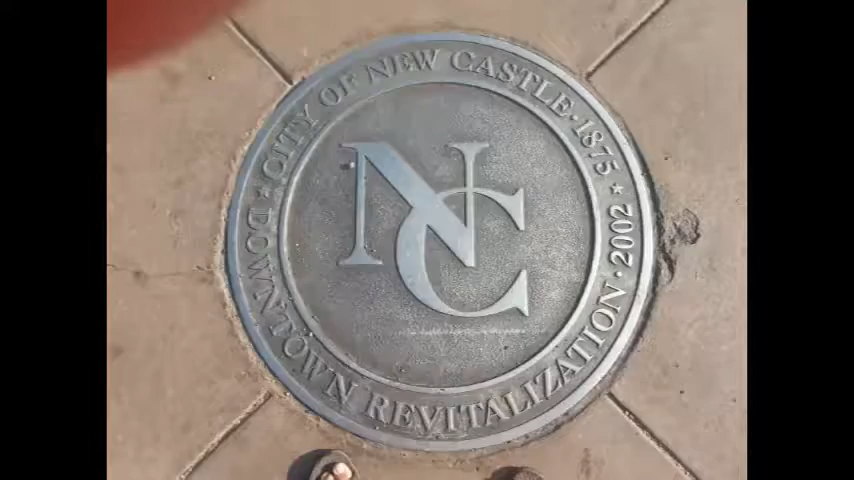 CITY OF NEW CASTLE · 1875
DOWNTOWN REVITALIZATION · 2002
NC